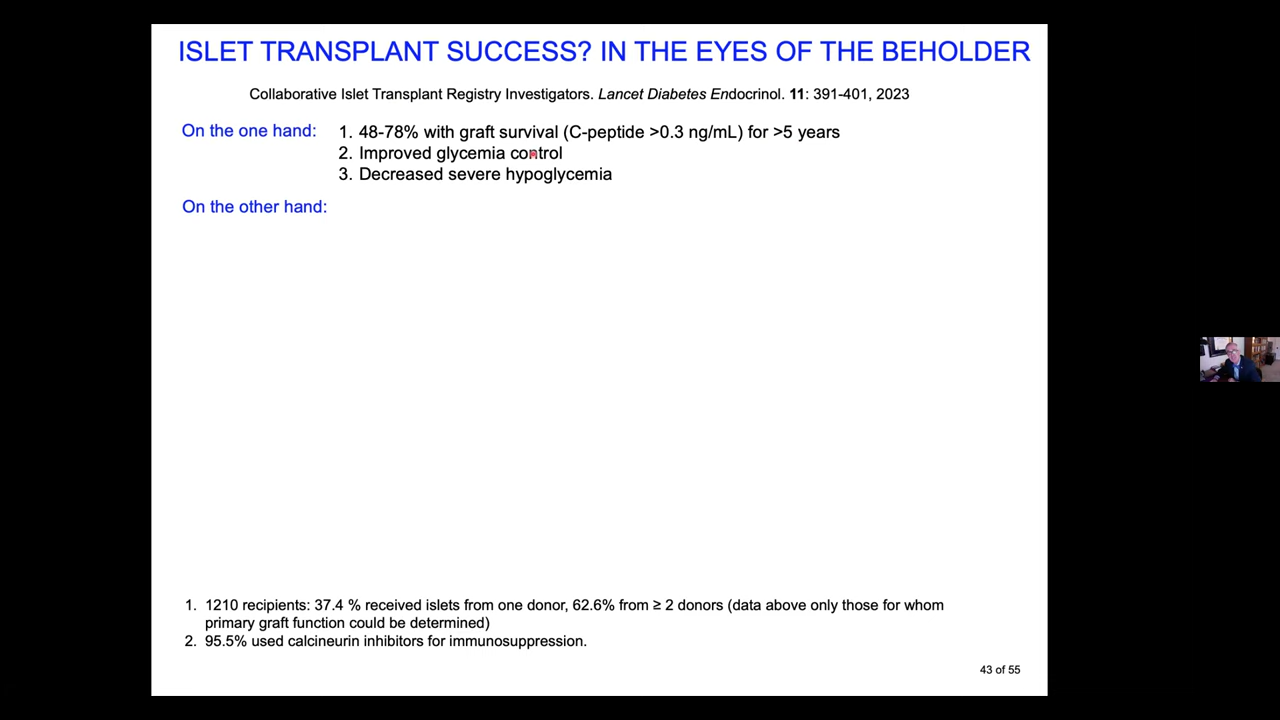 ISLET TRANSPLANT SUCCESS? IN THE EYES OF THE BEHOLDER
Collaborative Islet Transplant Registry Investigators. Lancet Diabetes Endocrinol. 11: 391-401, 2023
On the one hand: 1. 48-78% with graft survival (C-peptide >0.3 ng/mL) for >5 years
2. Improved glycemia control
3. Decreased severe hypoglycemia
On the other hand:
1. 1210 recipients: 37.4 % received islets from one donor, 62.6% from ≥ 2 donors (data above only those for whom
primary graft function could be determined)
2. 95.5% used calcineurin inhibitors for immunosuppression.
43 of 55